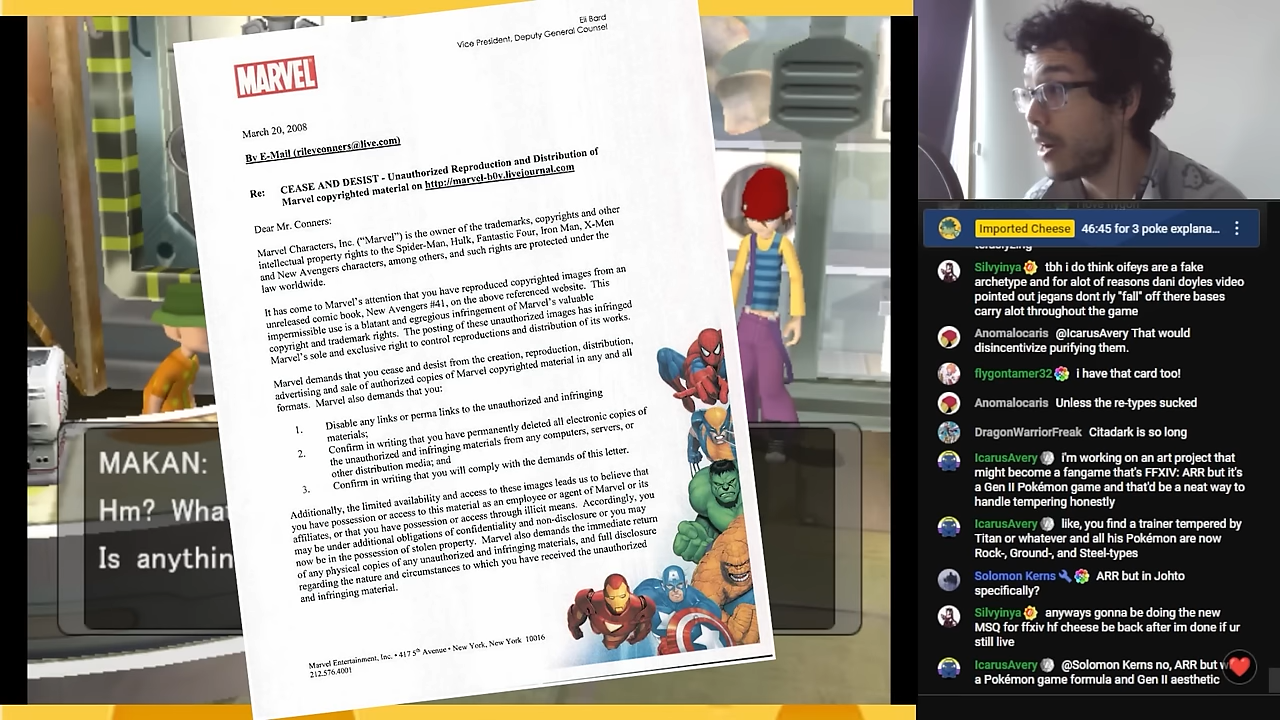 Eli Bard
Vice President, Deputy General Counsel
MARVEL
March 20, 2008
By E-Mail (rileyconners@live.com)
Re: CEASE AND DESIST - Unauthorized Reproduction and Distribution of
Marvel copyrighted material on http://marvel-b0y.livejournal.com
Dear Mr. Conners:
Marvel Characters, Inc. ("Marvel") is the owner of the trademarks, copyrights and other
intellectual property rights to the Spider-Man, Hulk, Fantastic Four, Iron Man, X-Men
and New Avengers characters, among others, and such rights are protected under the
law worldwide.
It has come to Marvel's attention that you have reproduced copyrighted images from an
unreleased comic book, New Avengers #41, on the above referenced website. This
impermissible use is a blatant and egregious infringement of Marvel's valuable
copyright and trademark rights. The posting of these unauthorized images has infringed
Marvel's sole and exclusive right to control reproductions and distribution of its works.
Marvel demands that you cease and desist from the creation, reproduction, distribution,
advertising and sale of authorized copies of Marvel copyrighted material in any and all
formats. Marvel also demands that you:
1. Disable any links or perma links to the unauthorized and infringing
materials;
2. Confirm in writing that you have permanently deleted all electronic copies of
the unauthorized and infringing materials from any computers, servers, or
other distribution media; and
3. Confirm in writing that you will comply with the demands of this letter.
Additionally, the limited availability and access to these images leads us to believe that
you have possession or access to this material as an employee or agent of Marvel or its
affiliates, or that you have possession or access through illicit means. Accordingly, you
may be under additional obligations of confidentiality and non-disclosure or you may
now be in the possession of stolen property. Marvel also demands the immediate return
of any physical copies of any unauthorized and infringing materials, and full disclosure
regarding the nature and circumstances to which you have received the unauthorized
and infringing material.
Marvel Entertainment, Inc. • 417 5th Avenue • New York, New York 10016
212.576.4001
MAKAN:
Hm? What
Is anythin
I love flygon
Imported Cheese 46:45 for 3 poke explana...
Silvyinya tbh i do think oifeys are a fake
archetype and for alot of reasons dani doyles video
pointed out jegans dont rly "fall" off there bases
carry alot throughout the game
Anomalocaris @IcarusAvery That would
disincentivize purifying them.
flygontamer32 i have that card too!
Anomalocaris Unless the re-types sucked
DragonWarriorFreak Citadark is so long
IcarusAvery i'm working on an art project that
might become a fangame that's FFXIV: ARR but it's
a Gen II Pokémon game and that'd be a neat way to
handle tempering honestly
IcarusAvery like, you find a trainer tempered by
Titan or whatever and all his Pokémon are now
Rock-, Ground-, and Steel-types
Solomon Kerns ARR but in Johto
specifically?
Silvyinya anyways gonna be doing the new
MSQ for ffxiv hf cheese be back after im done if ur
still live
IcarusAvery @Solomon Kerns no, ARR but
a Pokémon game formula and Gen II aesthetic